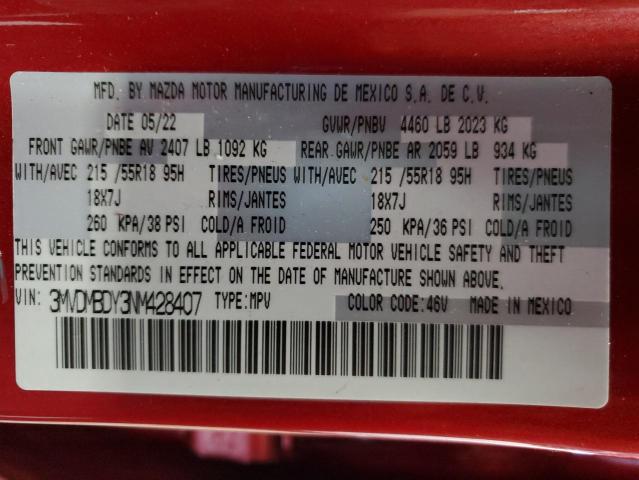 MFD. BY MAZDA MOTOR MANUFACTURING DE MEXICO S.A. DE C.V.
DATE 05/22 GVWR/PNBV 4460 LB 2023 KG
FRONT GAWR/PNBE AV 2407 LB 1092 KG REAR GAWR/PNBE AR 2059 LB 934 KG
WITH/AVEC 215 /55R18 95H TIRES/PNEUS WITH/AVEC 215 /55R18 95H TIRES/PNEUS
18X7J RIMS/JANTES 18X7J RIMS/JANTES
260 KPA/38 PSI COLD/A FROID 250 KPA/36 PSI COLD/A FROID
THIS VEHICLE CONFORMS TO ALL APPLICABLE FEDERAL MOTOR VEHICLE SAFETY AND THEFT
PREVENTION STANDARDS IN EFFECT ON THE DATE OF MANUFACTURE SHOWN ABOVE.
VIN: 3MVDMBDY3NM428407 TYPE:MPV COLOR CODE:46V MADE IN MEXICO